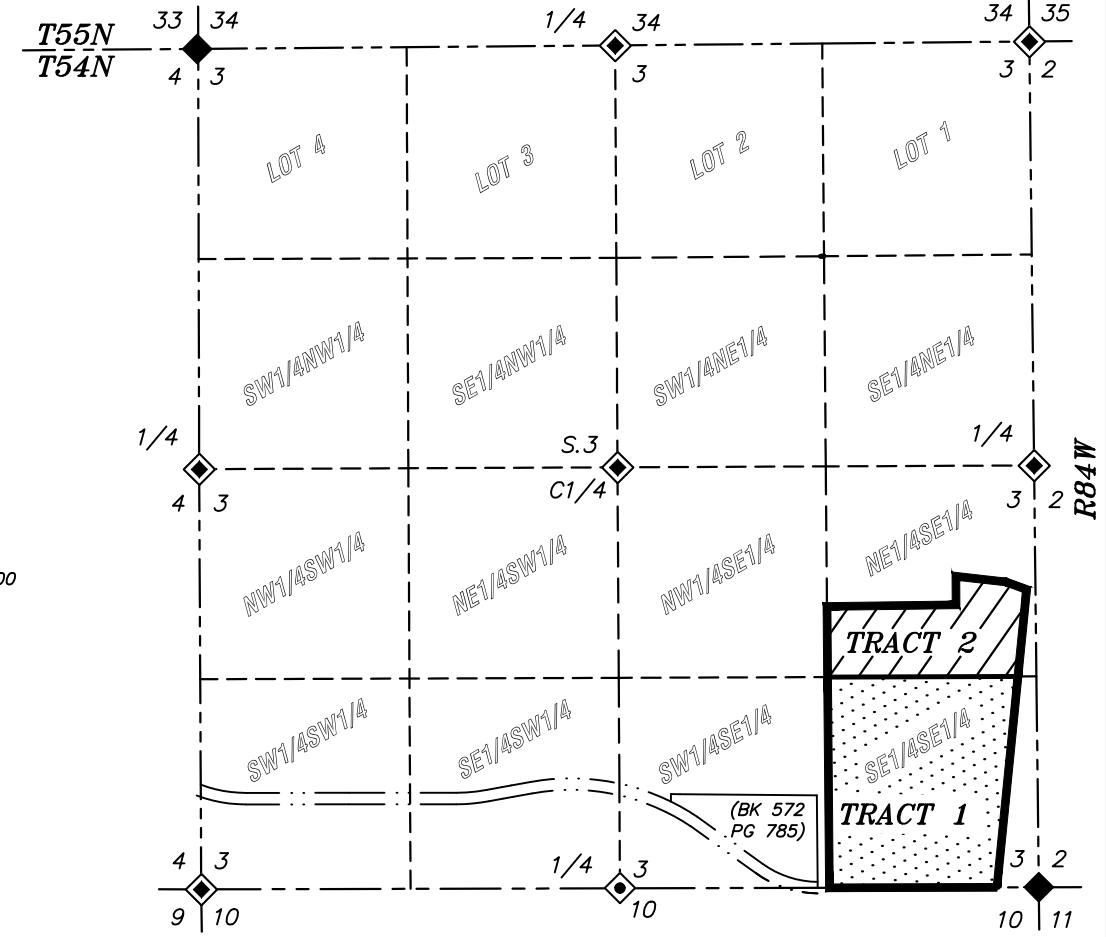 33 34
1/4 34
34 35
T55N
T54N
4 3
3
3 2
LOT 4
LOT 3
LOT 2
LOT 1
SW1/4NW1/4
SE1/4NW1/4
SW1/4NE1/4
SE1/4NE1/4
1/4
S.3
1/4
R84W
4 3
C1/4
3 2
NW1/4SW1/4
NE1/4SW1/4
NW1/4SE1/4
NE1/4SE1/4
00
TRACT 2
SW1/4SW1/4
SE1/4SW1/4
SW1/4SE1/4
SE1/4SE1/4
(BK 572
PG 785)
TRACT 1
4 3
1/4 3
3 2
9 10
10
10 11